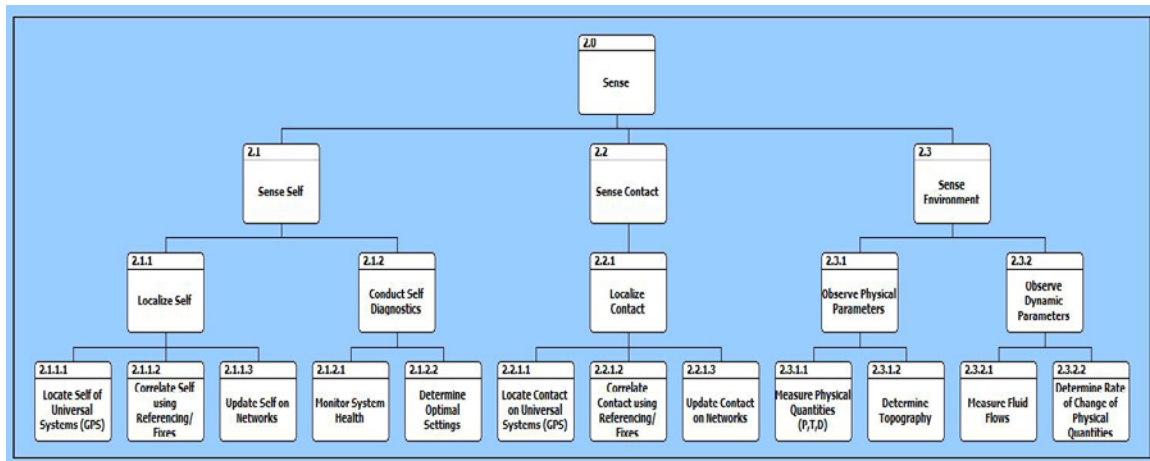 2.0
Sense
2.1
Sense Self
2.2
Sense Contact
2.3
Sense
Environment
2.1.1
Localize Self
2.1.2
Conduct Self
Diagnostics
2.2.1
Localize
Contact
2.3.1
Observe Physical
Parameters
2.3.2
Observe
Dynamic
Parameters
2.1.1.1
Locate Self of
Universal
Systems (GPS)
2.1.1.2
Correlate Self
using
Referencing/
Fixes
2.1.1.3
Update Self on
Networks
2.1.2.1
Monitor System
Health
2.1.2.2
Determine
Optimal
Settings
2.2.1.1
Locate Contact
on Universal
Systems (GPS)
2.2.1.2
Correlate
Contact using
Referencing/
Fixes
2.2.1.3
Update Contact
on Networks
2.3.1.1
Measure Physical
Quantities
(P,T,D)
2.3.1.2
Determine
Topography
2.3.2.1
Measure Fluid
Flows
2.3.2.2
Determine Rate
of Change of
Physical
Quantities